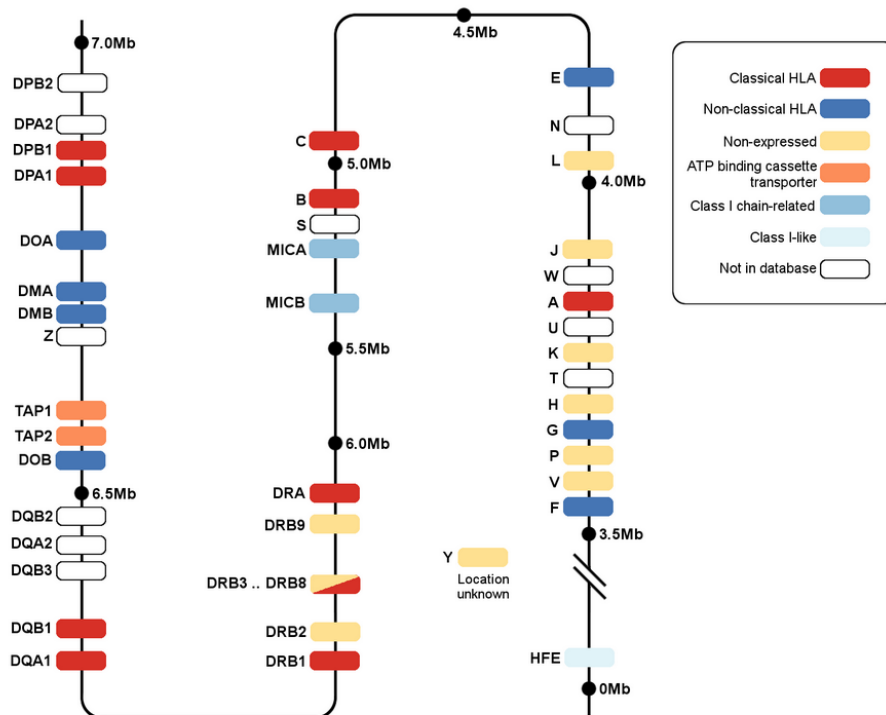 7.0Mb
DPB2
DPA2
DPB1
DPA1
DOA
DMA
DMB
Z
TAP1
TAP2
DOB
6.5Mb
DQB2
DQA2
DQB3
DQB1
DQA1
4.5Mb
C
5.0Mb
B
S
MICA
MICB
5.5Mb
6.0Mb
DRA
DRB9
DRB3 .. DRB8
DRB2
DRB1
E
N
L
4.0Mb
J
W
A
U
K
T
H
G
P
V
F
3.5Mb
Y
Location
unknown
HFE
0Mb
Classical HLA
Non-classical HLA
Non-expressed
ATP binding cassette
transporter
Class I chain-related
Class I-like
Not in database